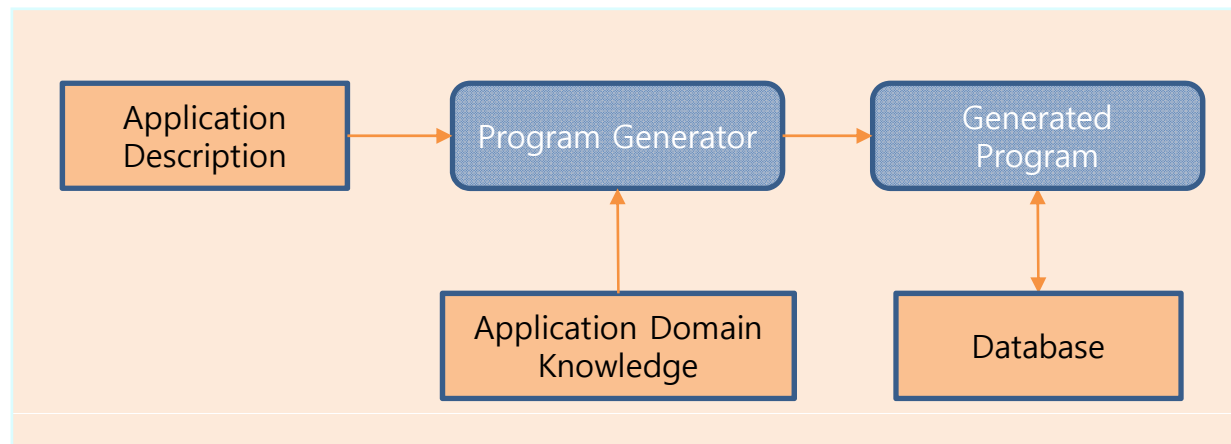 Application
Description
Program Generator
Generated
Program
Application Domain
Knowledge
Database